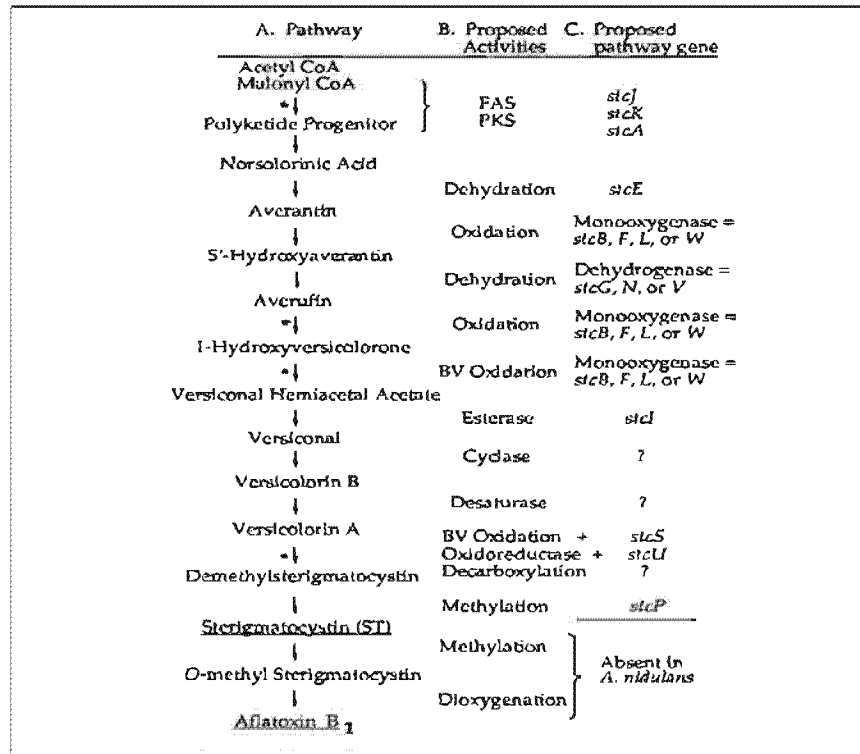 A. Pathway B. Proposed Activities C. Proposed pathway gene
Acetyl CoA
Malonyl CoA
*
Polyketide Progenitor
FAS
PKS
stcJ
stcK
stcA
Norsolorinic Acid
Dehydration stcE
Averantin
Oxidation Monooxygenase = stcB, F, L, or W
5'-Hydroxyaverantin
Dehydration Dehydrogenase = stcG, N, or V
Averufin
* Oxidation Monooxygenase = stcB, F, L, or W
1-Hydroxyversicolorone
* BV Oxidation Monooxygenase = stcB, F, L, or W
Versiconal Hemiacetal Acetate
Esterase stcI
Versiconal
Cyclase ?
Versicolorin B
Desaturase ?
Versicolorin A
* BV Oxidation + stcS
Oxidoreductase + stcU
Decarboxylation ?
Demethylsterigmatocystin
Methylation stcP
Sterigmatocystin (ST)
Methylation
O-methyl Sterigmatocystin
Absent in
A. nidulans
Dioxygenation
Aflatoxin B1